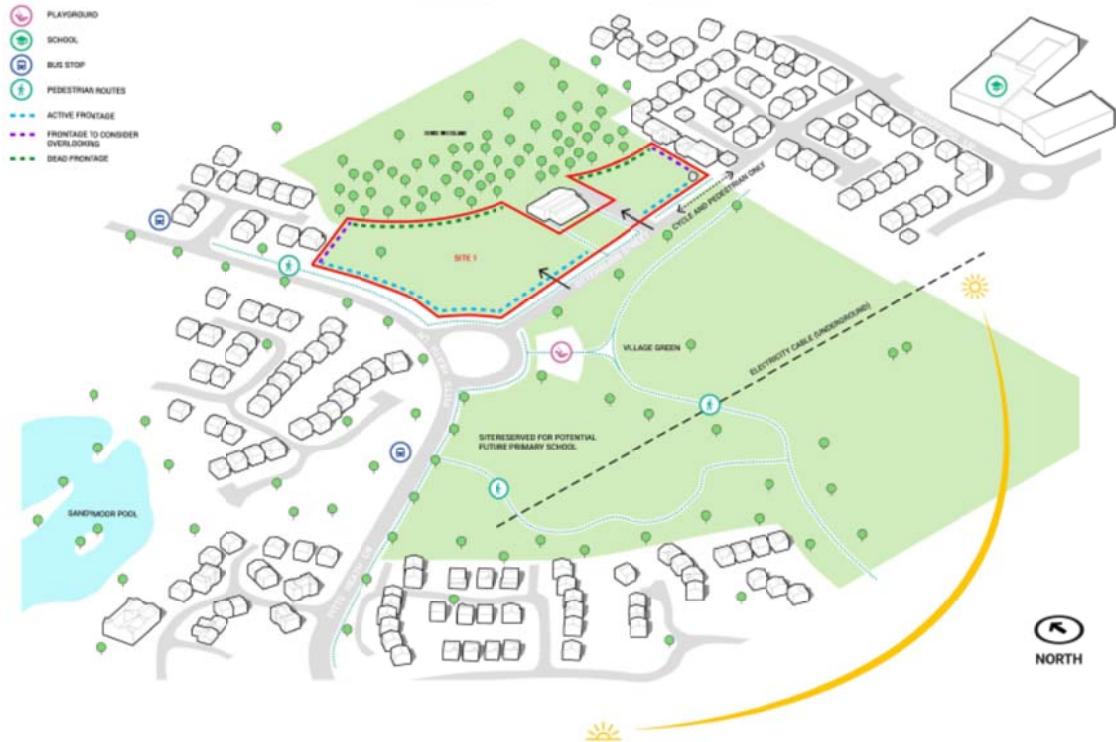 PLAYGROUND
SCHOOL
BUS STOP
PEDESTRIAN ROUTES
ACTIVE FRONTAGE
FRONTAGE TO CONSIDER
OVERLOOKING
DEAD FRONTAGE
CYCLE AND PEDESTRIAN ONLY
SITE 1
ELECTRICITY CABLE (UNDERGROUND)
VILLAGE GREEN
SITERESERVED FOR POTENTIAL
FUTURE PRIMARY SCHOOL
SANDYMOOR POOL
NORTH